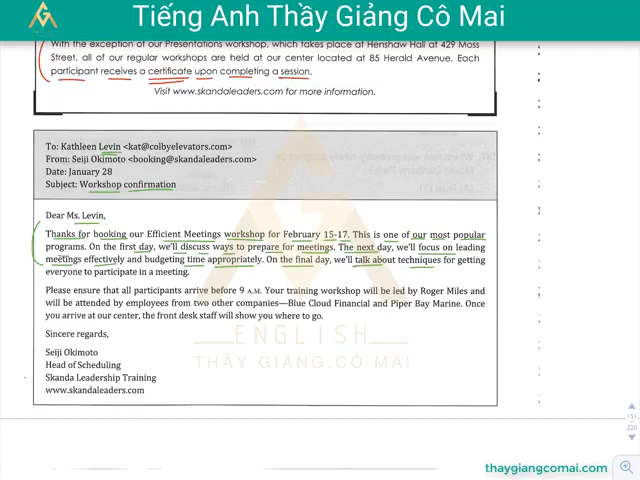 Tiếng Anh Thầy Giảng Cô Mai
ENGLISH
With the exception of our Presentations workshop, which takes place at Henshaw Hall at 429 Moss
Street, all of our regular workshops are held at our center located at 85 Herald Avenue. Each
participant receives a certificate upon completing a session.
Visit www.skandaleaders.com for more information.
To: Kathleen Levin <kat@colbyelevators.com>
From: Seiji Okimoto <booking@skandaleaders.com>
Date: January 28
Subject: Workshop confirmation
Dear Ms. Levin,
Thanks for booking our Efficient Meetings workshop for February 15-17. This is one of our most popular
programs. On the first day, we'll discuss ways to prepare for meetings. The next day, we'll focus on leading
meetings effectively and budgeting time appropriately. On the final day, we'll talk about techniques for getting
everyone to participate in a meeting.
Please ensure that all participants arrive before 9 A.M. Your training workshop will be led by Roger Miles and
will be attended by employees from two other companies—Blue Cloud Financial and Piper Bay Marine. Once
you arrive at our center, the front desk staff will show you where to go.
Sincere regards,
ENGLISH
THẦY GIẢNG.CÔ MAI
Seiji Okimoto
Head of Scheduling
Skanda Leadership Training
www.skandaleaders.com
151
220
thaygiangcomai.com